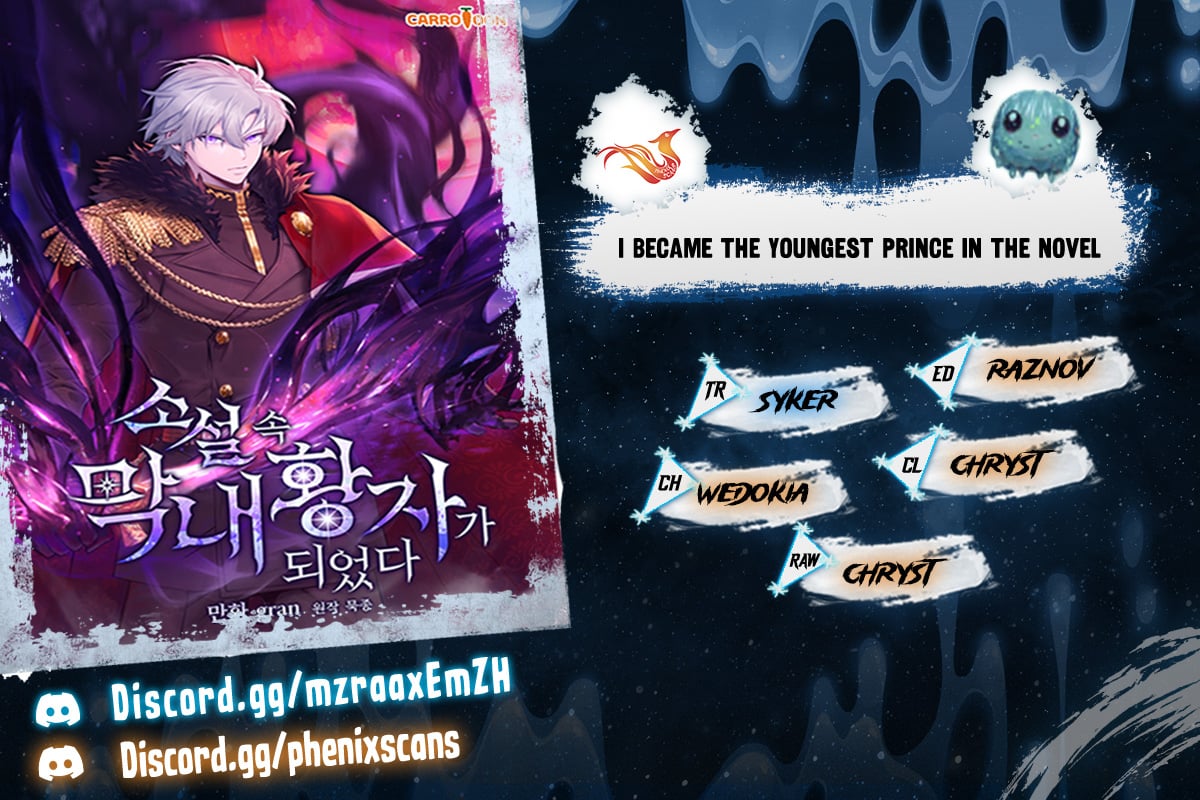 CARROTOON
소설 속
막내황자가
되었다
만화 gran. 원작 묵중
I BECAME THE YOUNGEST PRINCE IN THE NOVEL
TR SYKER
ED RAZNOV
CH WEDOKIA
CL CHRYST
RAW CHRYST
Discord.gg/mzraaxEmZH
Discord.gg/phenixscans